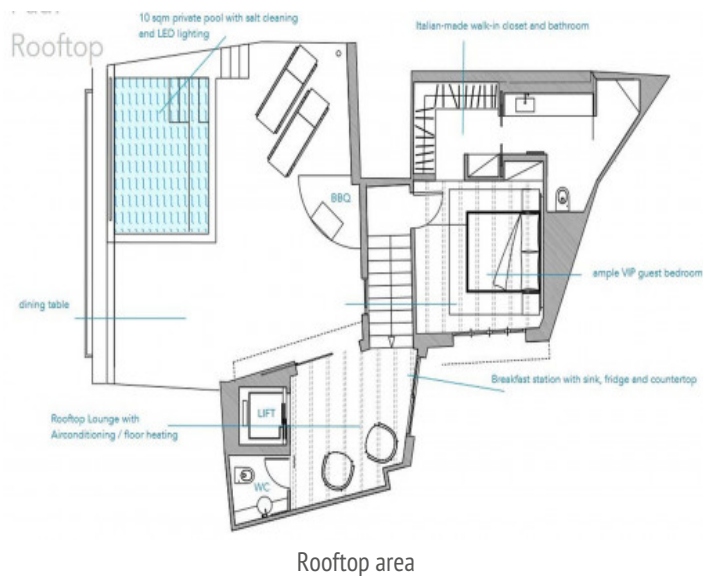 Rooftop
10 sqm private pool with salt cleaning
and LED lighting
Italian-made walk-in closet and bathroom
BBQ
ample VIP guest bedroom
dining table
Breakfast station with sink, fridge and countertop
Rooftop Lounge with
Airconditioning / floor heating
LIFT
WC
Rooftop area